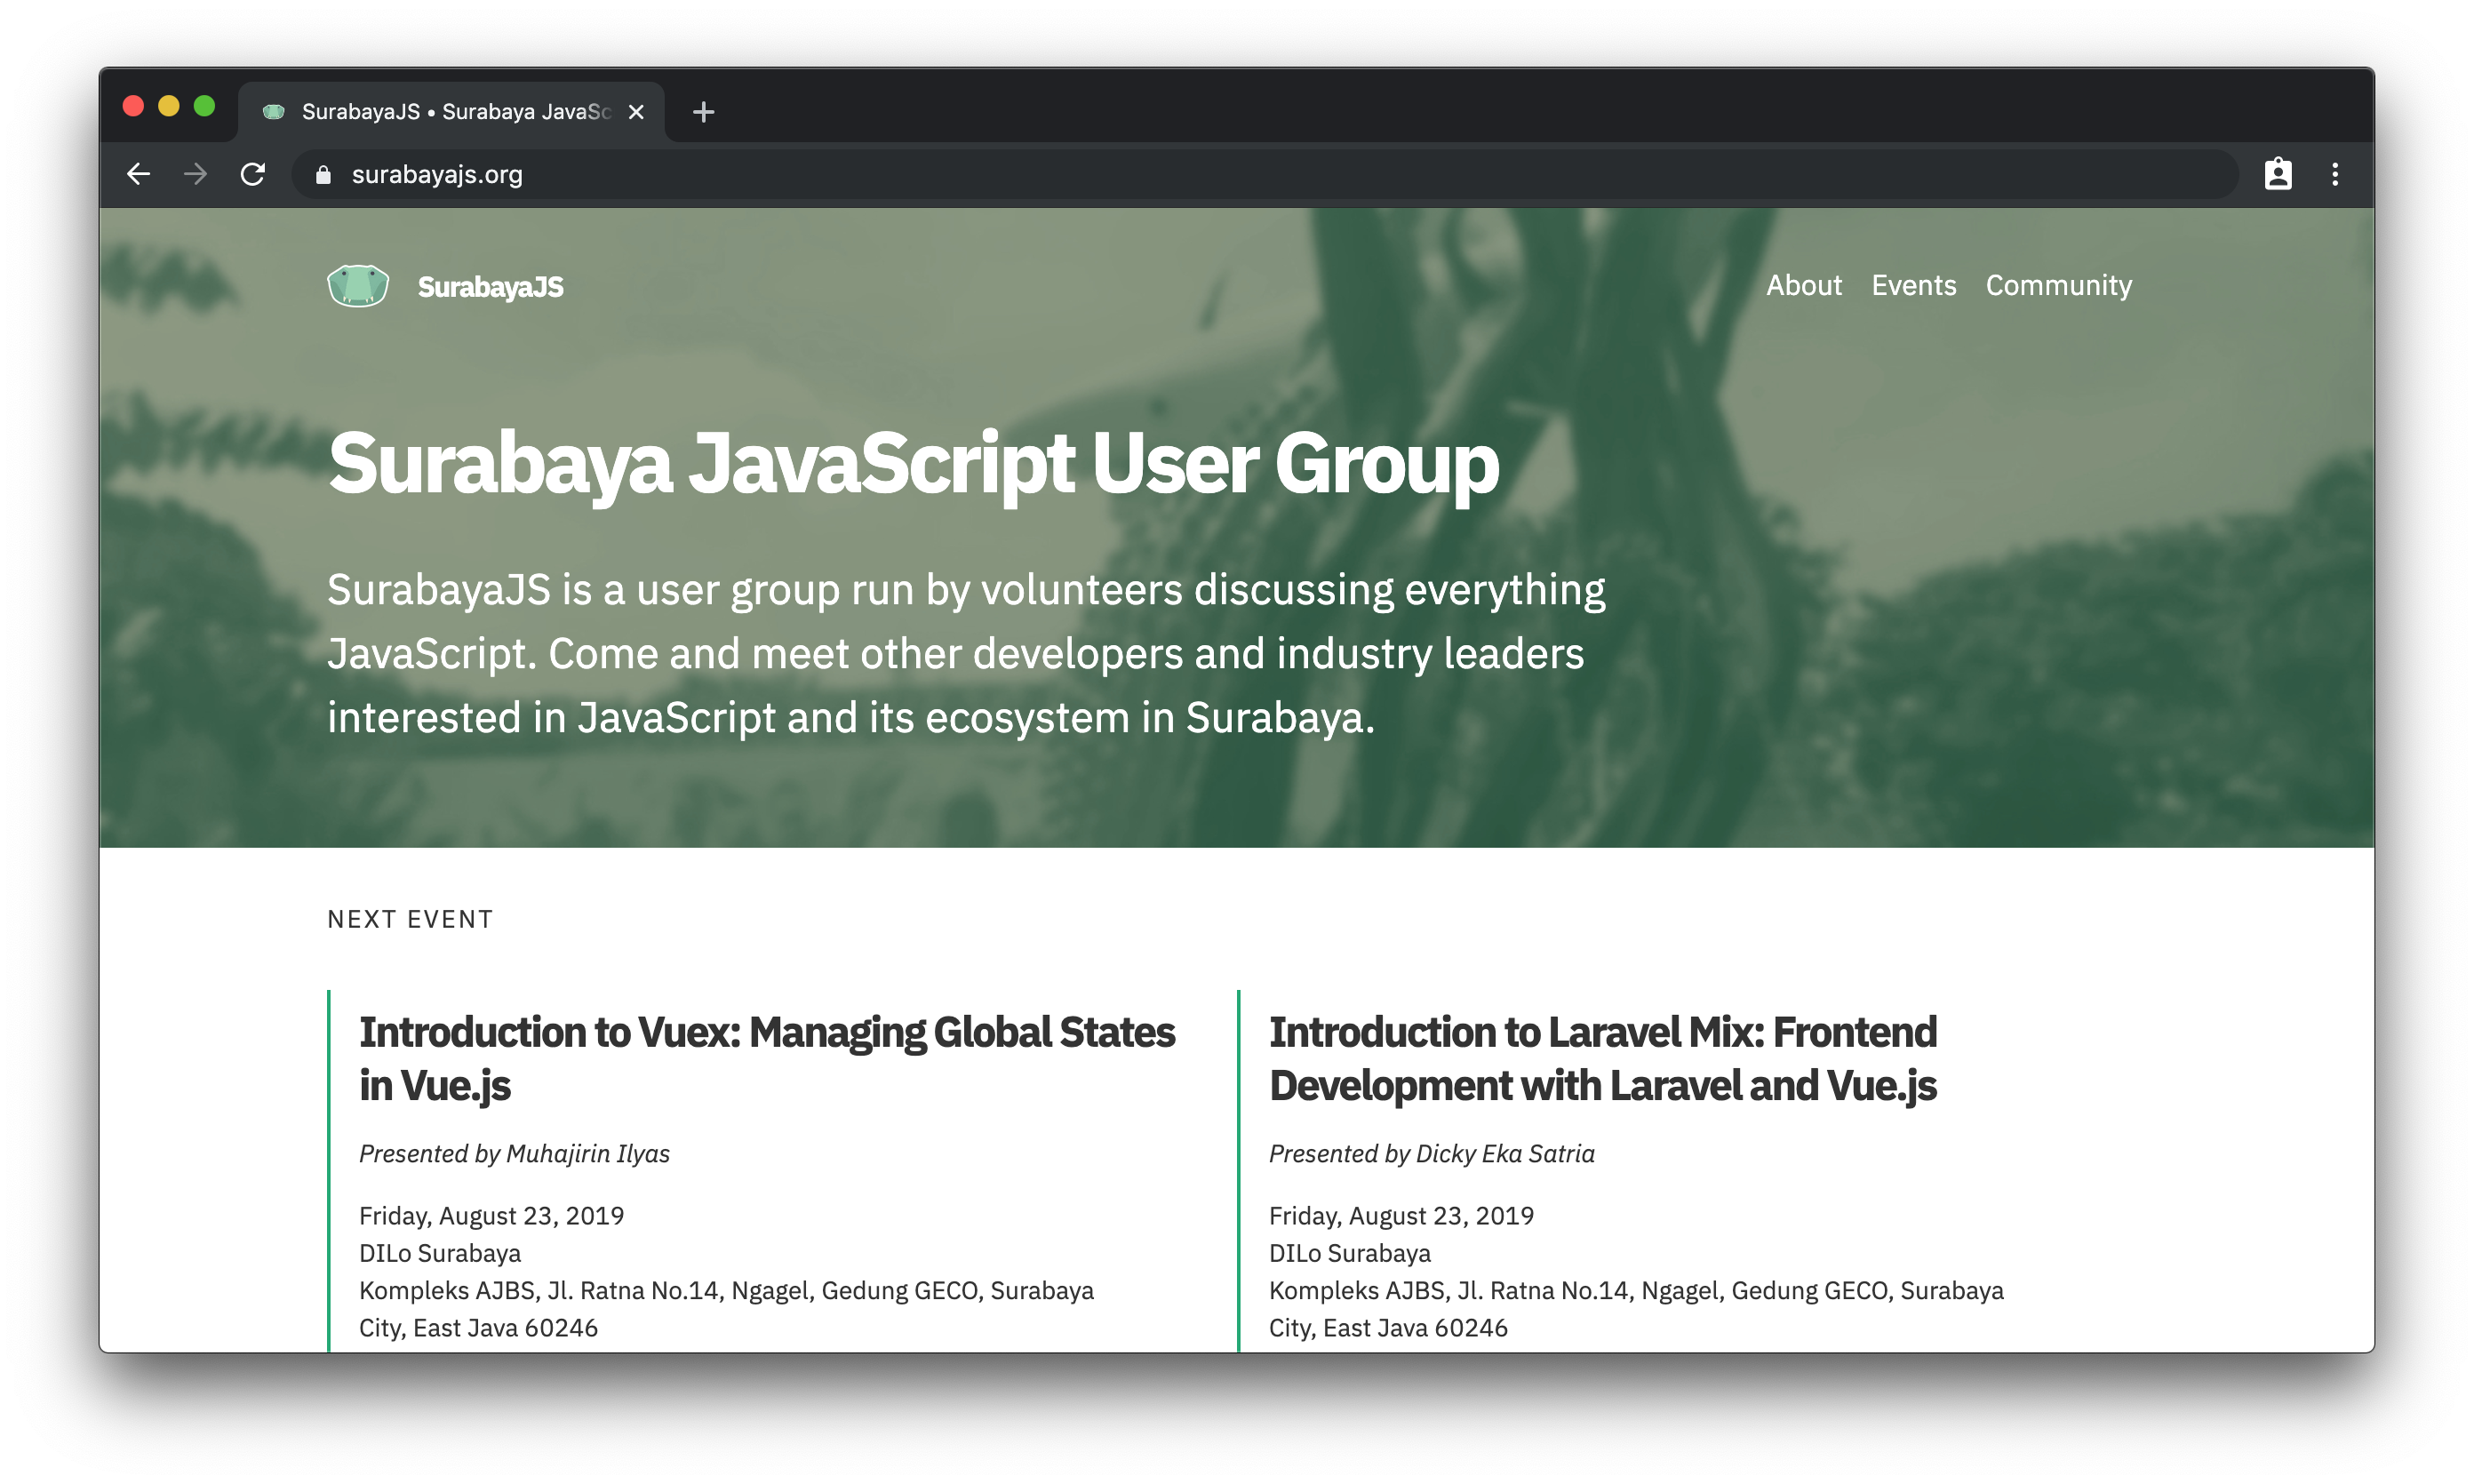 SurabayaJS • Surabaya JavaSc
surabayajs.org
SurabayaJS
About Events Community
Surabaya JavaScript User Group
SurabayaJS is a user group run by volunteers discussing everything
JavaScript. Come and meet other developers and industry leaders
interested in JavaScript and its ecosystem in Surabaya.
NEXT EVENT
Introduction to Vuex: Managing Global States
in Vue.js
Presented by Muhajirin Ilyas
Friday, August 23, 2019
DILo Surabaya
Kompleks AJBS, Jl. Ratna No.14, Ngagel, Gedung GECO, Surabaya
City, East Java 60246
Introduction to Laravel Mix: Frontend
Development with Laravel and Vue.js
Presented by Dicky Eka Satria
Friday, August 23, 2019
DILo Surabaya
Kompleks AJBS, Jl. Ratna No.14, Ngagel, Gedung GECO, Surabaya
City, East Java 60246